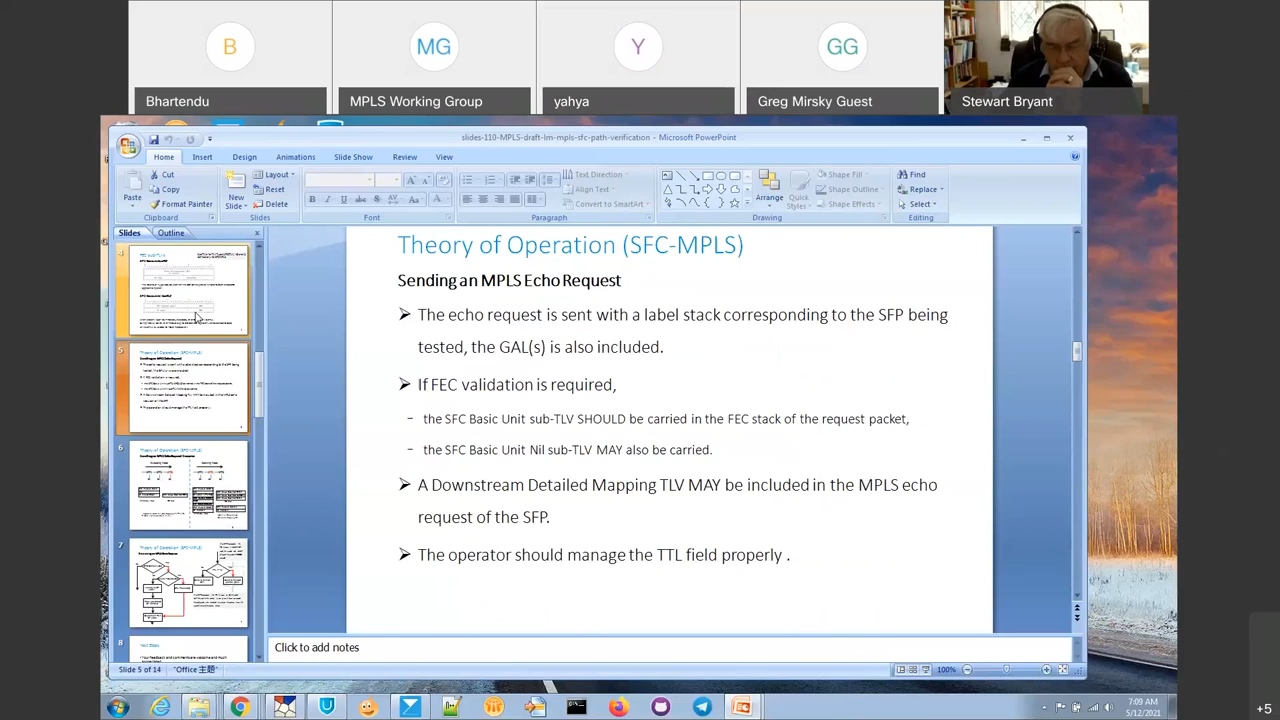 B
MG
Y
GG
Bhartendu
MPLS Working Group
yahya
Greg Mirsky Guest
Stewart Bryant
slides-110-MPLS-draft-lm-mpls-sfc-path-verification - Microsoft PowerPoint
Home Insert Design Animations Slide Show Review View
Cut
Copy
Format Painter
Paste
Clipboard
New
Slide
Layout
Reset
Delete
Slides
Font
Text Direction
Align Text
Convert to SmartArt
Paragraph
Arrange
Quick
Styles
Shape Fill
Shape Outline
Shape Effects
Drawing
Find
Replace
Select
Editing
Slides Outline
4
5
6
7
8
Theory of Operation (SFC-MPLS)
Sending an MPLS Echo Request
The echo request is sent with a label stack corresponding to the SFP being
tested, the GAL(s) is also included.
If FEC validation is required,
- the SFC Basic Unit sub-TLV SHOULD be carried in the FEC stack of the request packet,
- the SFC Basic Unit Nil sub-TLV MAY also be carried.
A Downstream Detailed Mapping TLV MAY be included in the MPLS echo
request of the SFP.
The operator should manage the TTL field properly .
Click to add notes
Slide 5 of 14 "Office 主题"
100%
7:09 AM
5/12/2021
+5